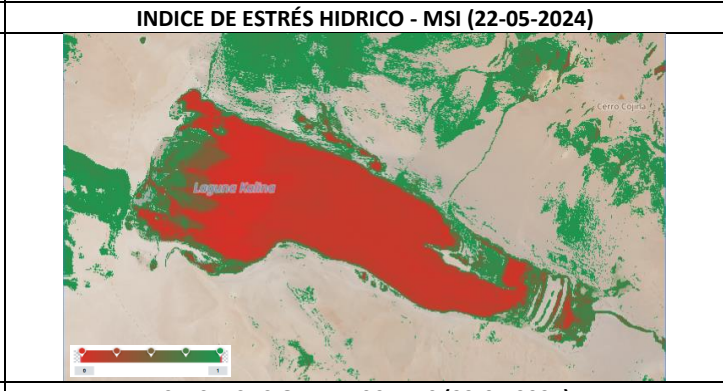 INDICE DE ESTRÉS HIDRICO - MSI (22-05-2024)
Cerro Cojina
Laguna Kalina
0 1